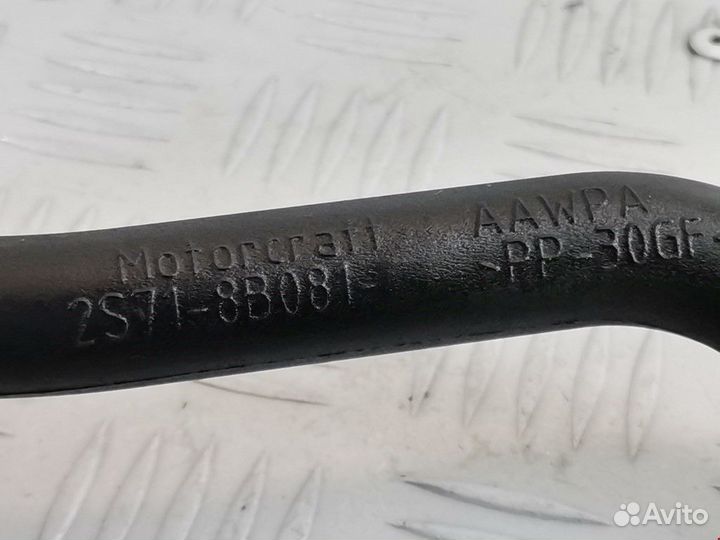 Motorcraft
2S71-8B081-
AAWPA
>PP-30GF<
Avito